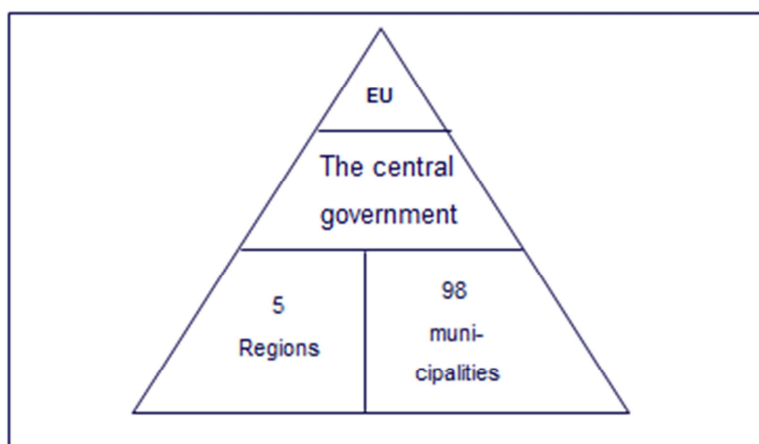 EU
The central
government
5
Regions
98
muni-
cipalities